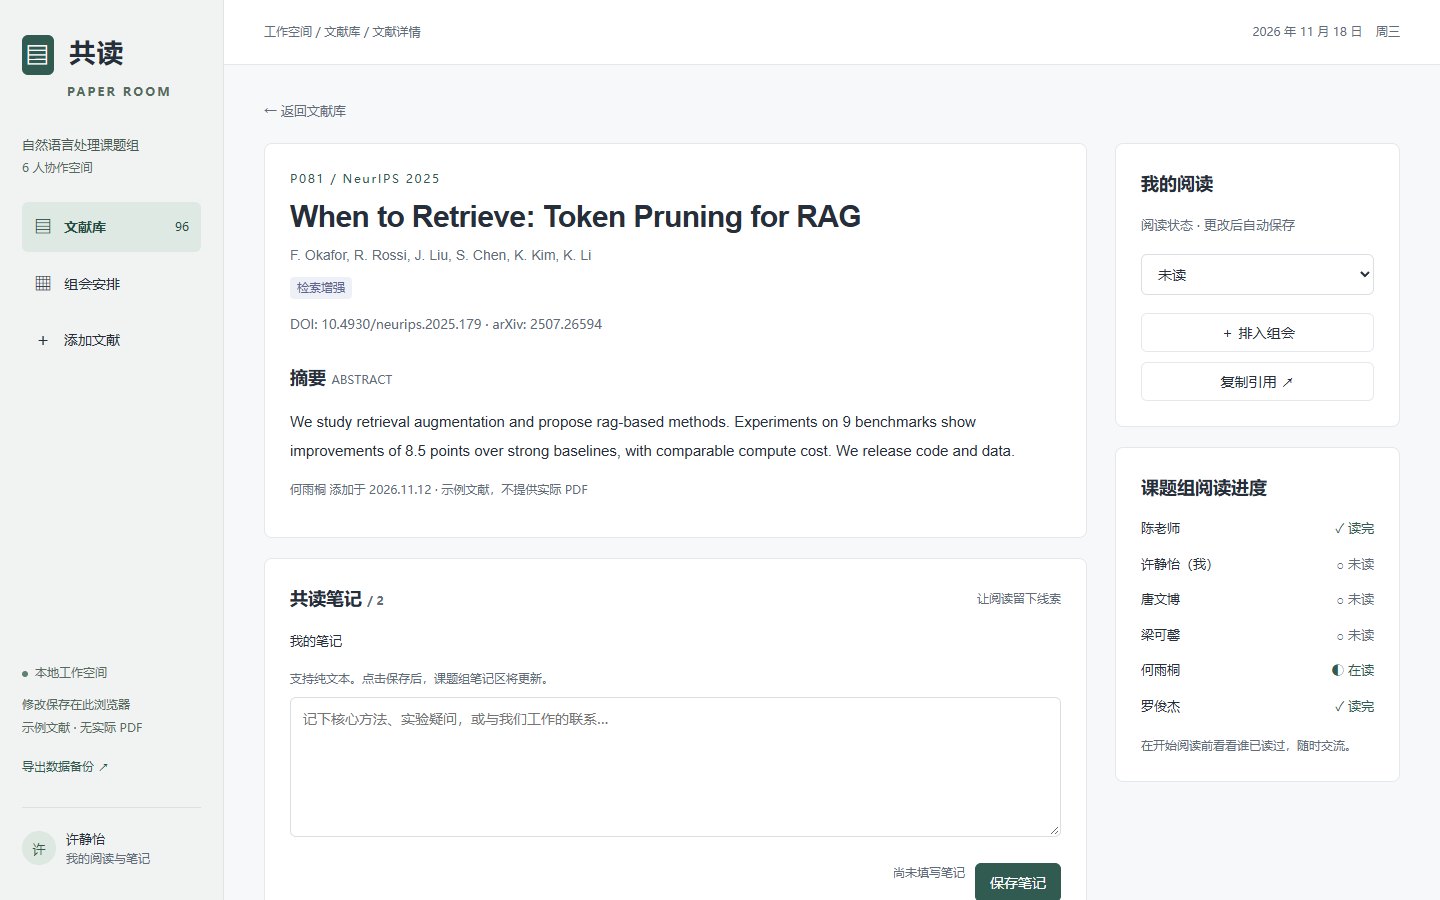 共读
PAPER ROOM
自然语言处理课题组
6 人协作空间
文献库 96
组会安排
+ 添加文献
本地工作空间
修改保存在此浏览器
示例文献 · 无实际 PDF
导出数据备份 ↗
许
许静怡
我的阅读与笔记
工作空间 / 文献库 / 文献详情
2026 年 11 月 18 日 周三
← 返回文献库
P081 / NeurIPS 2025
When to Retrieve: Token Pruning for RAG
F. Okafor, R. Rossi, J. Liu, S. Chen, K. Kim, K. Li
检索增强
DOI: 10.4930/neurips.2025.179 · arXiv: 2507.26594
摘要 ABSTRACT
We study retrieval augmentation and propose rag-based methods. Experiments on 9 benchmarks show
improvements of 8.5 points over strong baselines, with comparable compute cost. We release code and data.
何雨桐 添加于 2026.11.12 · 示例文献，不提供实际 PDF
共读笔记 / 2
让阅读留下线索
我的笔记
支持纯文本。点击保存后，课题组笔记区将更新。
记下核心方法、实验疑问，或与我们工作的联系...
尚未填写笔记
保存笔记
我的阅读
阅读状态 · 更改后自动保存
未读
+ 排入组会
复制引用 ↗
课题组阅读进度
陈老师 ✓ 读完
许静怡（我） ○ 未读
唐文博 ○ 未读
梁可馨 ○ 未读
何雨桐 ◐ 在读
罗俊杰 ✓ 读完
在开始阅读前看看谁已读过，随时交流。